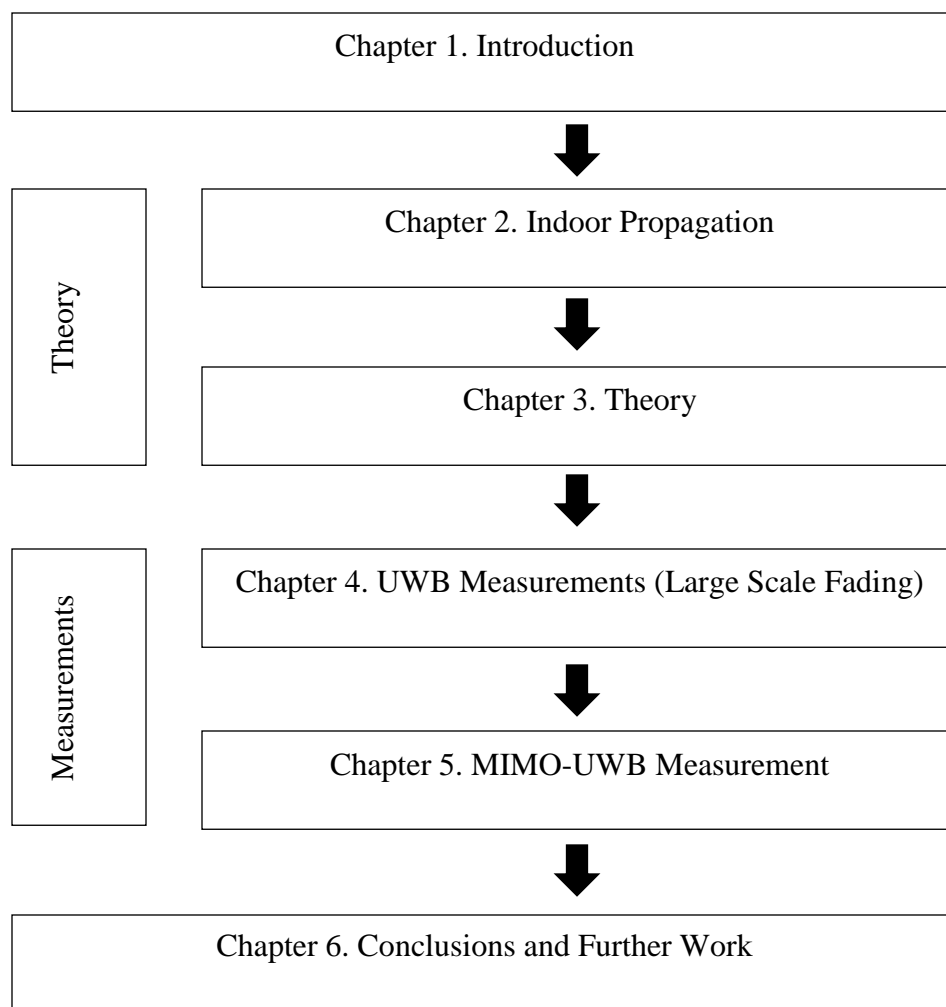 Chapter 1. Introduction
Theory
Chapter 2. Indoor Propagation
Chapter 3. Theory
Measurements
Chapter 4. UWB Measurements (Large Scale Fading)
Chapter 5. MIMO-UWB Measurement
Chapter 6. Conclusions and Further Work